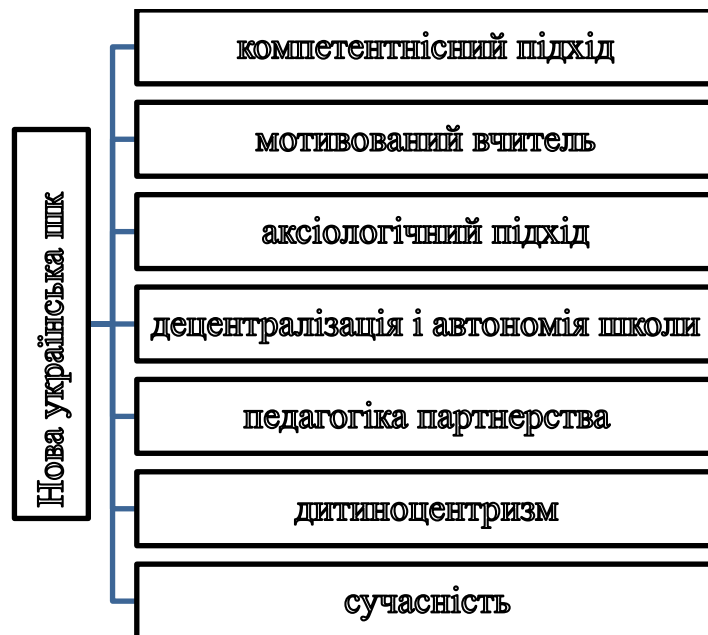 Нова українська шк
компетентнісний підхід
мотивований вчитель
аксіологічний підхід
децентралізація і автономія школи
педагогіка партнерства
дитиноцентризм
сучасність